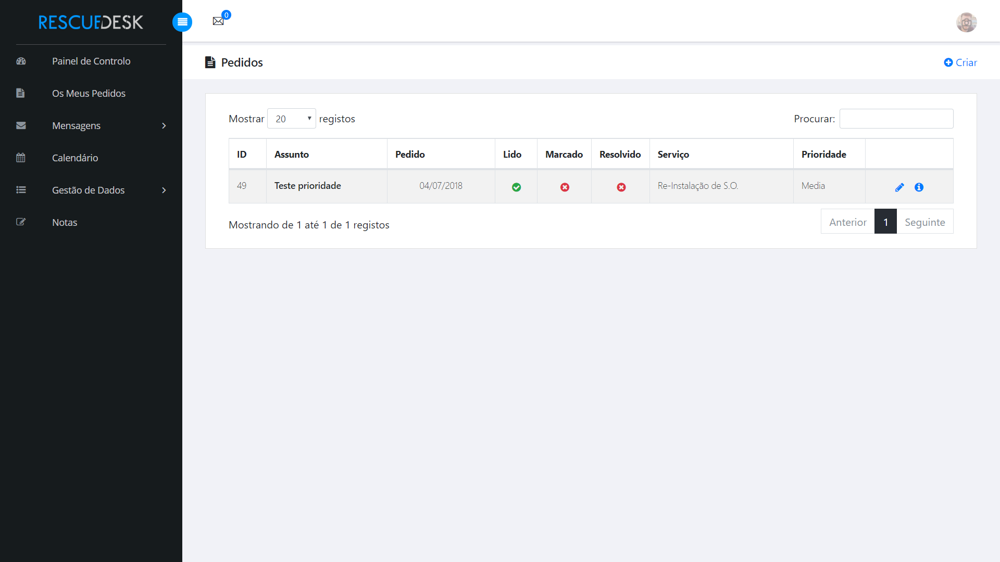 RESCUEDESK
0
Painel de Controlo
Os Meus Pedidos
Mensagens
Calendário
Gestão de Dados
Notas
Pedidos
Criar
Mostrar 20 registos
Procurar:
ID Assunto Pedido Lido Marcado Resolvido Serviço Prioridade
49 Teste prioridade 04/07/2018 Re-Instalação de S.O. Media
Mostrando de 1 até 1 de 1 registos
Anterior 1 Seguinte